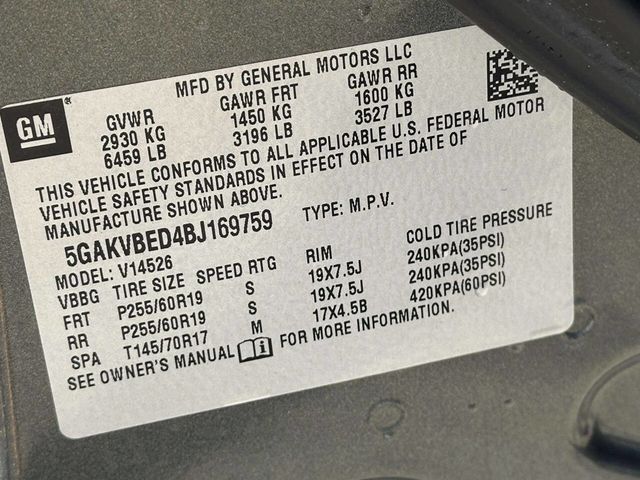 MFD BY GENERAL MOTORS LLC
GM
GVWR GAWR FRT GAWR RR
2930 KG 1450 KG 1600 KG
6459 LB 3196 LB 3527 LB
THIS VEHICLE CONFORMS TO ALL APPLICABLE U.S. FEDERAL MOTOR
VEHICLE SAFETY STANDARDS IN EFFECT ON THE DATE OF
MANUFACTURE SHOWN ABOVE.
5GAKVBED4BJ169759 TYPE: M.P.V.
MODEL: V14526
VBBG TIRE SIZE SPEED RTG RIM COLD TIRE PRESSURE
FRT P255/60R19 S 19X7.5J 240KPA(35PSI)
RR P255/60R19 S 19X7.5J 240KPA(35PSI)
SPA T145/70R17 M 17X4.5B 420KPA(60PSI)
SEE OWNER'S MANUAL i FOR MORE INFORMATION.